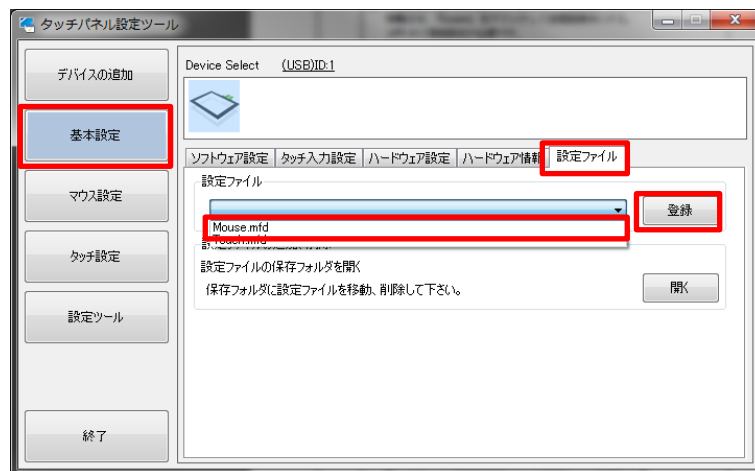 タッチパネル設定ツール
デバイスの追加
基本設定
マウス設定
タッチ設定
設定ツール
終了
Device Select (USB)ID:1
ソフトウェア設定 タッチ入力設定 ハードウェア設定 ハードウェア情報 設定ファイル
設定ファイル
登録
Mouse.mfd
Touch.mfd
設定ファイルの保存フォルダを開く
保存フォルダに設定ファイルを移動、削除して下さい。
開く